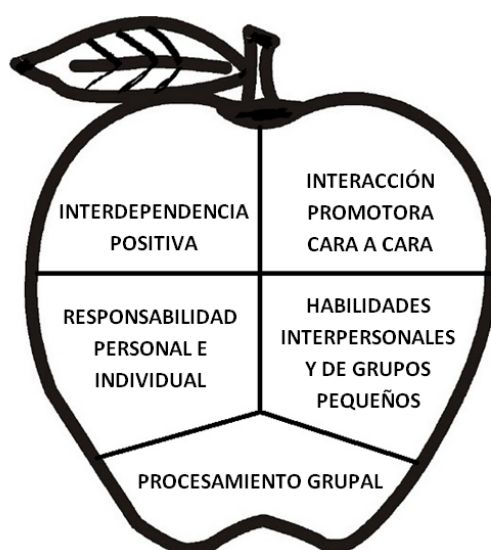 INTERDEPENDENCIA
POSITIVA
INTERACCIÓN
PROMOTORA
CARA A CARA
RESPONSABILIDAD
PERSONAL E
INDIVIDUAL
HABILIDADES
INTERPERSONALES
Y DE GRUPOS
PEQUEÑOS
PROCESAMIENTO GRUPAL